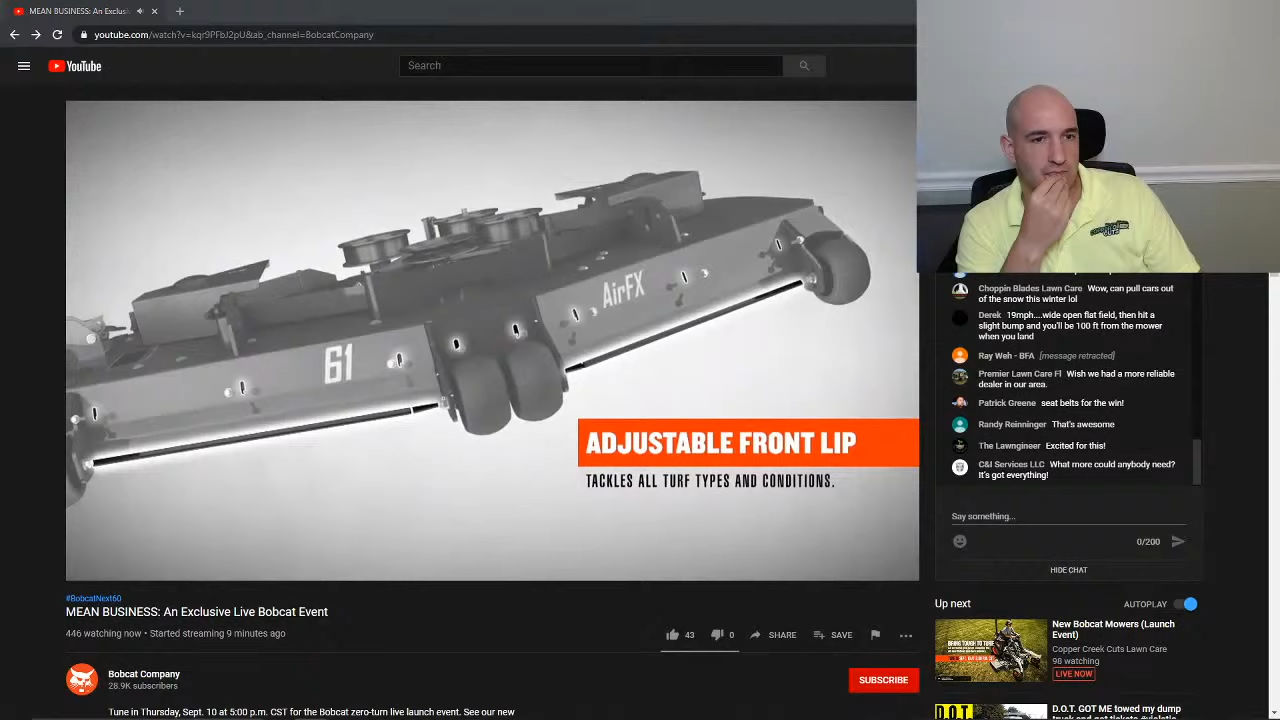 MEAN BUSINESS: An Exclusi
youtube.com/watch?v=kqr9PFbJ2pU&ab_channel=BobcatCompany
YouTube
Search
AirFX
61
ADJUSTABLE FRONT LIP
TACKLES ALL TURF TYPES AND CONDITIONS.
#BobcatNext60
MEAN BUSINESS: An Exclusive Live Bobcat Event
446 watching now • Started streaming 9 minutes ago
43
0
SHARE
SAVE
Bobcat Company
28.9K subscribers
SUBSCRIBE
Tune in Thursday, Sept. 10 at 5:00 p.m. CST for the Bobcat zero-turn live launch event. See our new
Choppin Blades Lawn Care Wow, can pull cars out
of the snow this winter lol
Derek 19mph....wide open flat field, then hit a
slight bump and you'll be 100 ft from the mower
when you land
Ray Weh - BFA [message retracted]
Premier Lawn Care Fl Wish we had a more reliable
dealer in our area.
Patrick Greene seat belts for the win!
Randy Reinninger That's awesome
The Lawngineer Excited for this!
C&I Services LLC What more could anybody need?
It's got everything!
Say something...
0/200
HIDE CHAT
Up next
AUTOPLAY
New Bobcat Mowers (Launch
Event)
Copper Creek Cuts Lawn Care
98 watching
LIVE NOW
D.O.T. GOT ME towed my dump